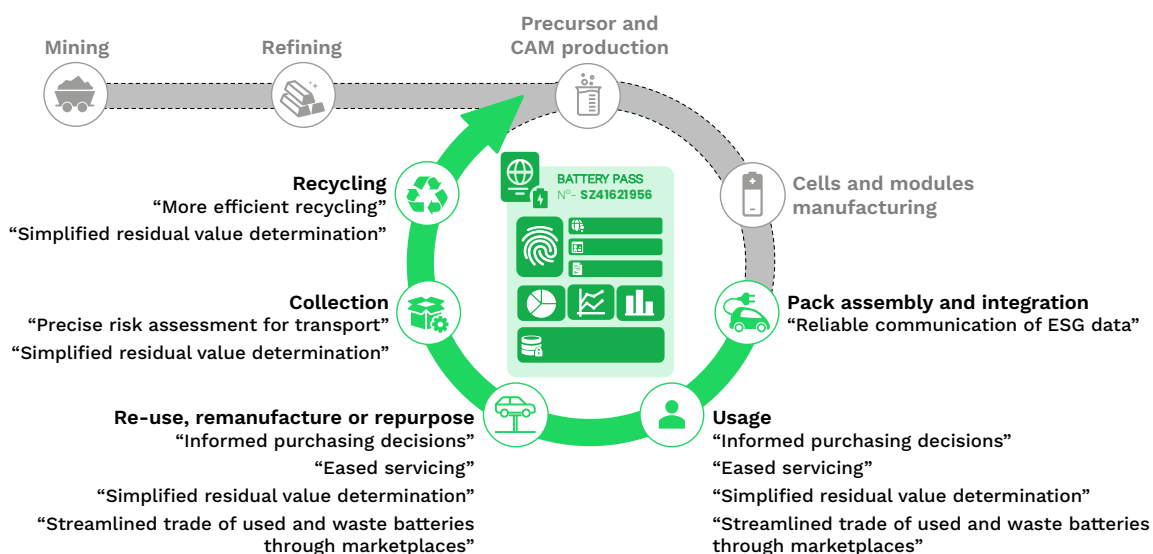 Mining
Refining
Precursor and
CAM production
Cells and modules
manufacturing
BATTERY PASS
Nº- SZ41621956
Recycling
“More efficient recycling”
“Simplified residual value determination”
Collection
“Precise risk assessment for transport”
“Simplified residual value determination”
Pack assembly and integration
“Reliable communication of ESG data”
Re-use, remanufacture or repurpose
“Informed purchasing decisions”
“Eased servicing”
“Simplified residual value determination”
“Streamlined trade of used and waste batteries
through marketplaces”
Usage
“Informed purchasing decisions”
“Eased servicing”
“Simplified residual value determination”
“Streamlined trade of used and waste batteries
through marketplaces”